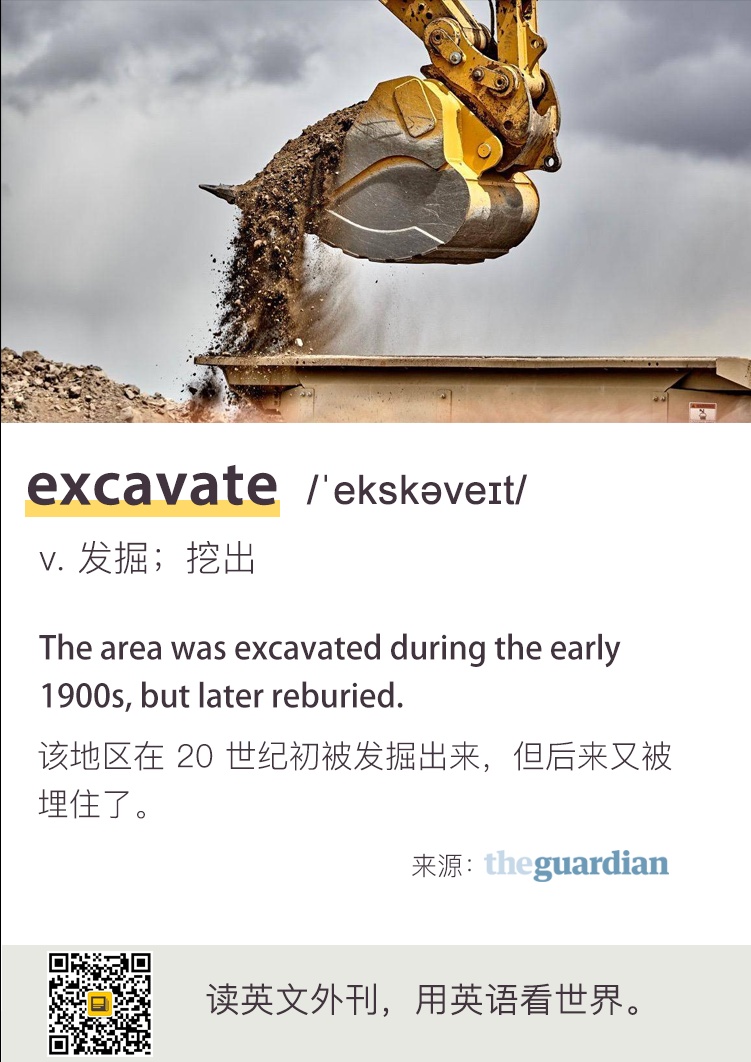 excavate /ˈekskəveɪt/
v. 发掘；挖出
The area was excavated during the early
1900s, but later reburied.
该地区在 20 世纪初被发掘出来，但后来又被
埋住了。
来源：theguardian
读英文外刊，用英语看世界。